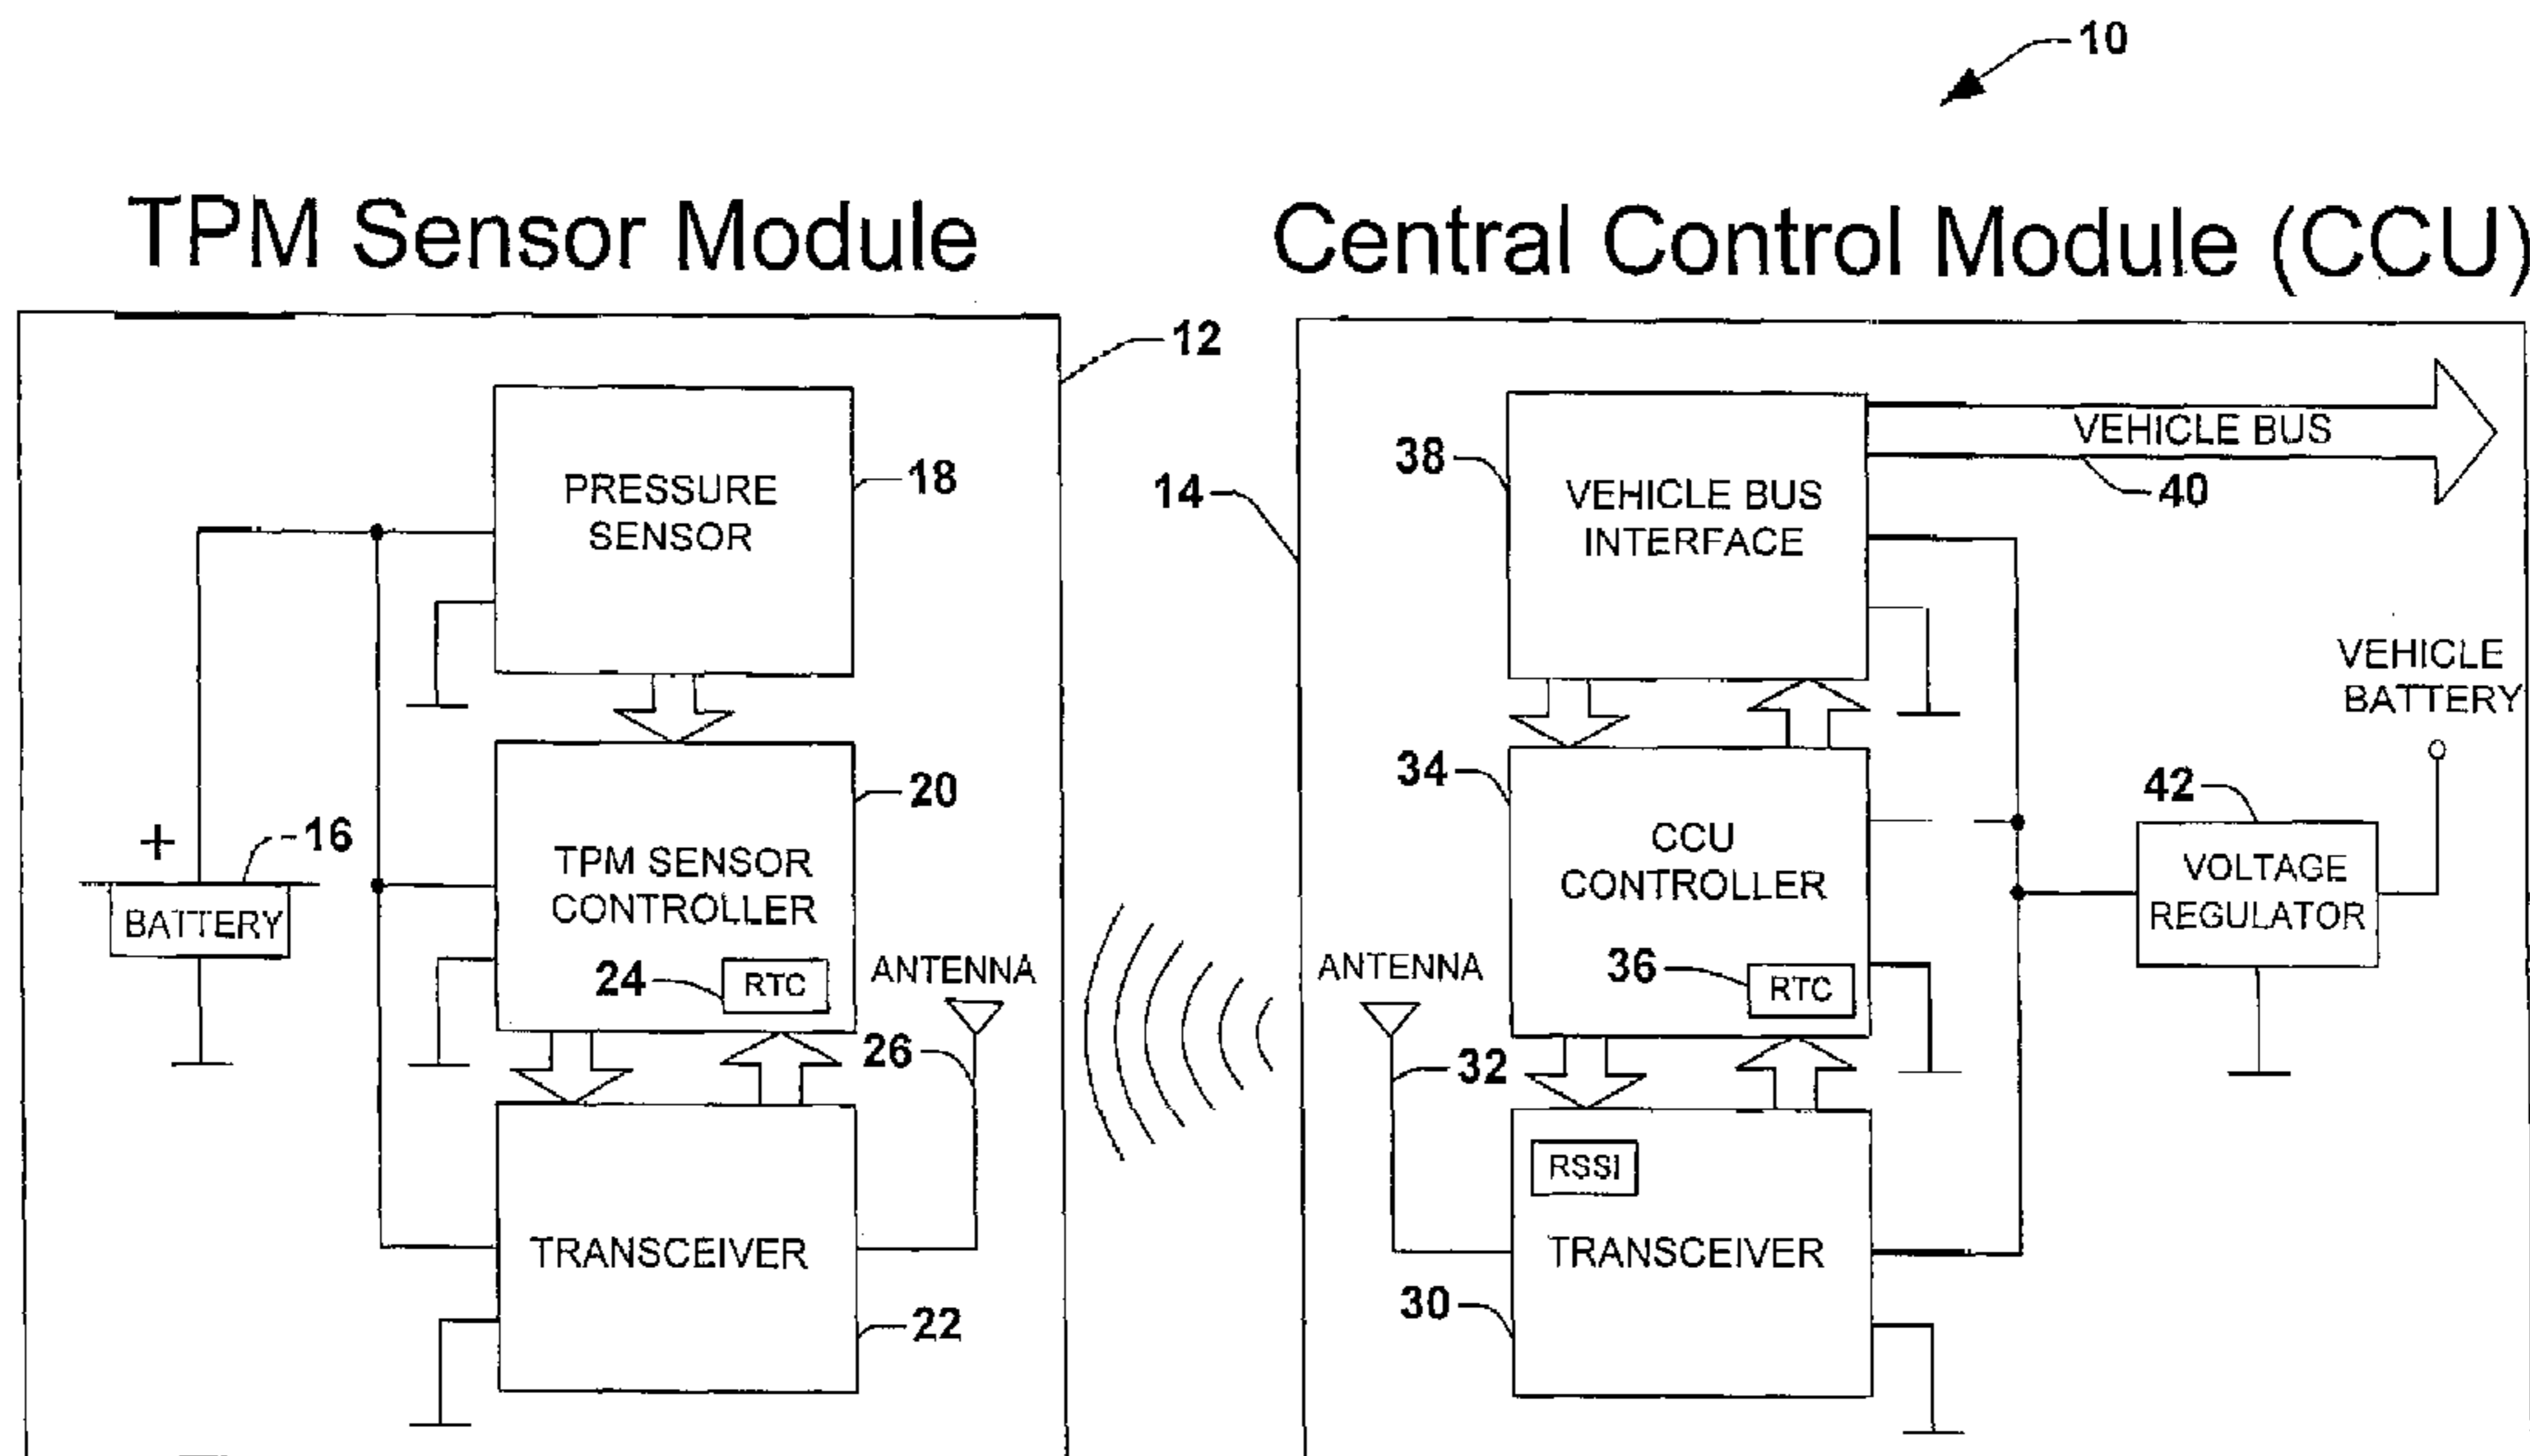 10
TPM Sensor Module
Central Control Module (CCU)
12
PRESSURE
SENSOR
18
20
TPM SENSOR
CONTROLLER
24
RTC
+
16
BATTERY
ANTENNA
26
TRANSCEIVER
22
14
38
VEHICLE BUS
INTERFACE
VEHICLE BUS
40
VEHICLE
BATTERY
34
CCU
CONTROLLER
36
RTC
42
VOLTAGE
REGULATOR
ANTENNA
32
RSSI
TRANSCEIVER
30